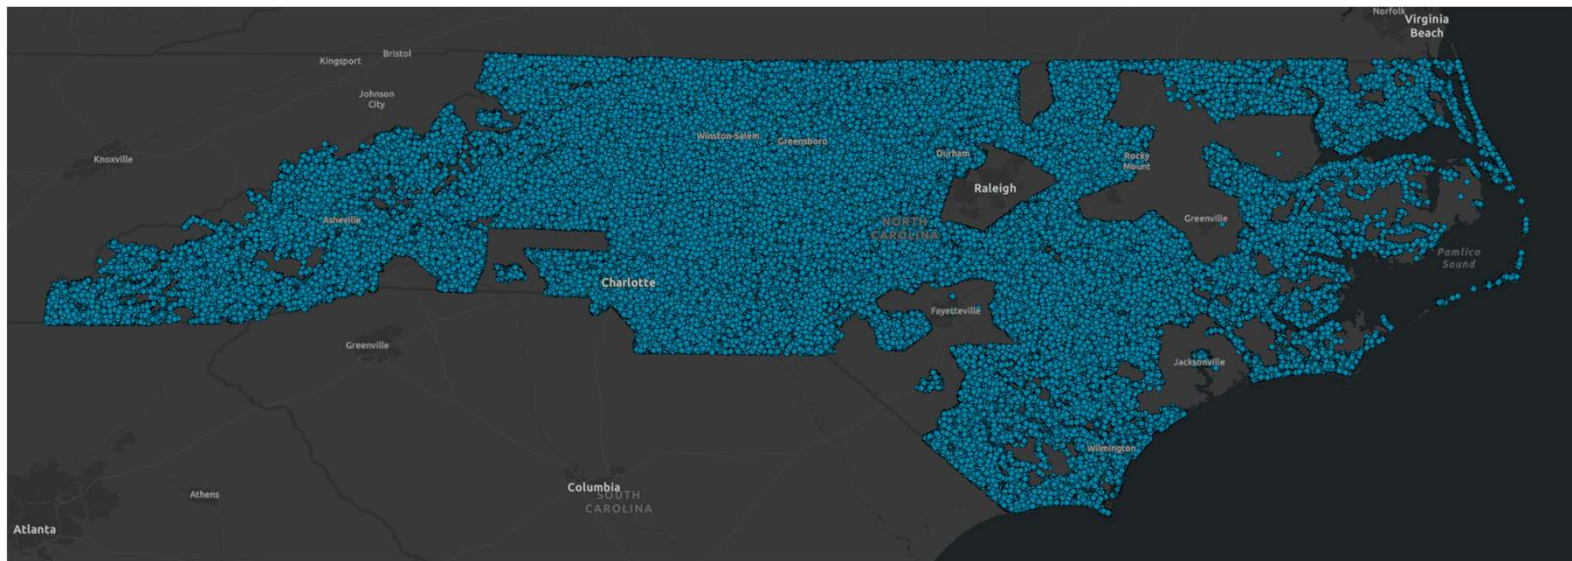 Norfolk
Virginia
Beach
Bristol
Kingsport
Johnson
City
Knoxville
Winston-Salem
Greensboro
Durham
Rocky
Mount
Raleigh
Asheville
Greenville
NORTH
CAROLINA
Pamlico
Sound
Charlotte
Fayetteville
Greenville
Jacksonville
Wilmington
Columbia
SOUTH
CAROLINA
Athens
Atlanta